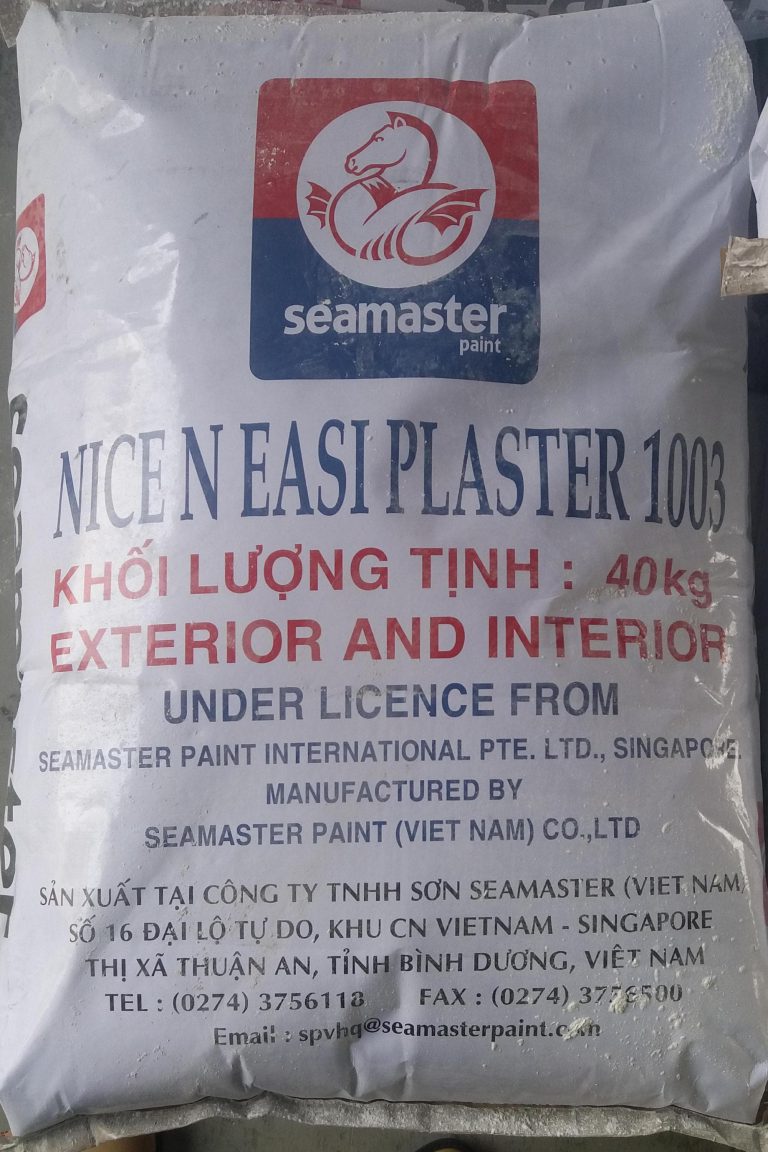 seamaster
paint
NICE N EASI PLASTER 1003
KHỐI LƯỢNG TỊNH : 40kg
EXTERIOR AND INTERIOR
UNDER LICENCE FROM
SEAMASTER PAINT INTERNATIONAL PTE. LTD., SINGAPORE.
MANUFACTURED BY
SEAMASTER PAINT (VIET NAM) CO.,LTD
SẢN XUẤT TẠI CÔNG TY TNHH SƠN SEAMASTER (VIET NAM)
SỐ 16 ĐẠI LỘ TỰ DO, KHU CN VIETNAM - SINGAPORE
THỊ XÃ THUẬN AN, TỈNH BÌNH DƯƠNG, VIỆT NAM
TEL : (0274) 3756118 FAX : (0274)
Email :